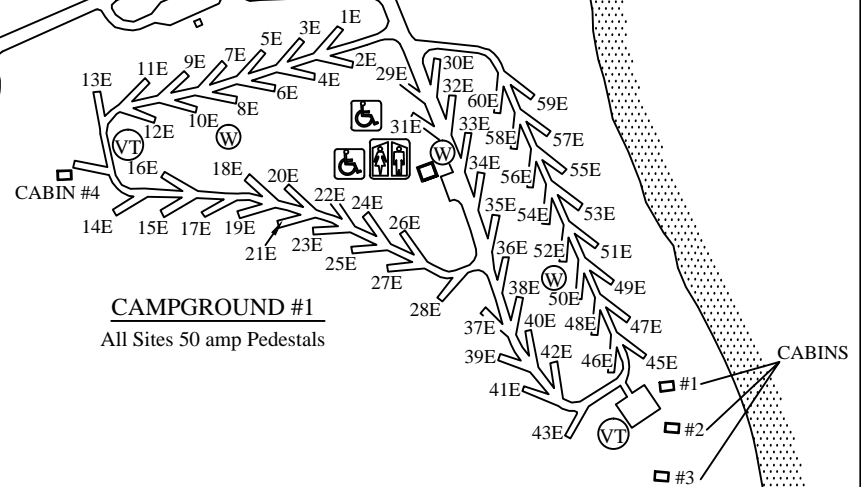 1E
3E
5E
7E
9E
11E
13E
2E
4E
6E
8E
10E
12E
VT
W
CABIN #4
14E
15E
16E
17E
18E
19E
20E
21E
22E
23E
24E
25E
26E
27E
28E
29E
30E
31E
32E
33E
W
34E
35E
36E
37E
38E
39E
40E
41E
42E
43E
60E
59E
58E
57E
56E
55E
54E
53E
52E
51E
W
50E
49E
48E
47E
46E
45E
VT
CAMPGROUND #1
All Sites 50 amp Pedestals
CABINS
#1
#2
#3